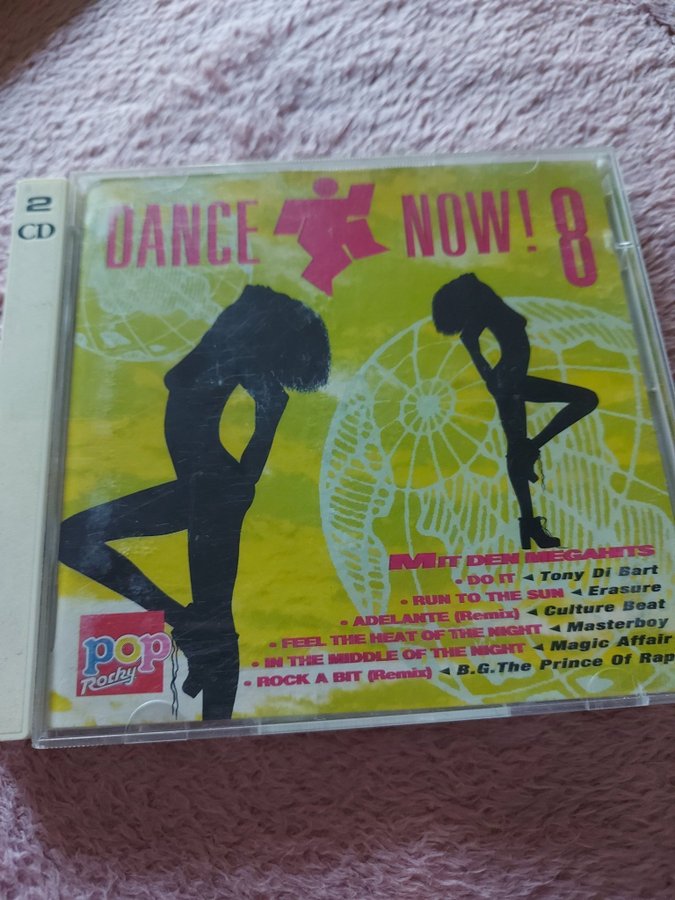 2
CD
DANCE NOW! 8
MIT DEN MEGAHITS
• DO IT ◄ Tony Di Bart
• RUN TO THE SUN ◄ Erasure
• ADELANTE (Remix) ◄ Culture Beat
• FEEL THE HEAT OF THE NIGHT ◄ Masterboy
• IN THE MIDDLE OF THE NIGHT ◄ Magic Affair
• ROCK A BIT (Remix) ◄ B.G. The Prince Of Rap
pop
Rocky